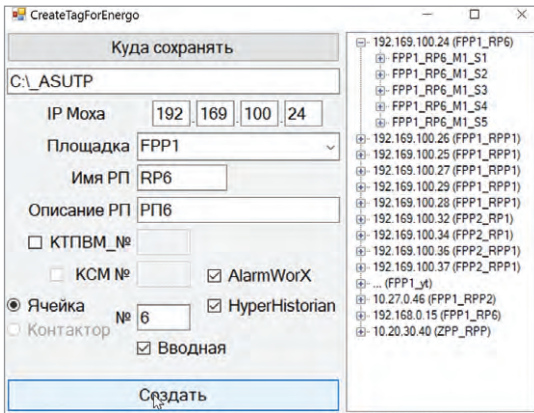 CreateTagForEnergo
Куда сохранять
C:\_ASUTP
IP Моха 192 .169 .100 .24
Площадка FPP1
Имя РП RP6
Описание РП РП6
КТПВМ_№
КСМ № AlarmWorX
Ячейка № 6 HyperHistorian
Контактор
Вводная
Создать
192.169.100.24 (FPP1_RP6)
FPP1_RP6_M1_S1
FPP1_RP6_M1_S2
FPP1_RP6_M1_S3
FPP1_RP6_M1_S4
FPP1_RP6_M1_S5
192.169.100.26 (FPP1_RPP1)
192.169.100.25 (FPP1_RPP1)
192.169.100.27 (FPP1_RPP1)
192.169.100.29 (FPP1_RPP1)
192.169.100.28 (FPP1_RPP1)
192.169.100.32 (FPP2_RP1)
192.169.100.34 (FPP2_RP1)
192.169.100.36 (FPP2_RPP1)
192.169.100.37 (FPP2_RPP1)
... (FPP1_yt)
10.27.0.46 (FPP1_RPP2)
192.168.0.15 (FPP1_RP6)
10.20.30.40 (ZPP_RPP)